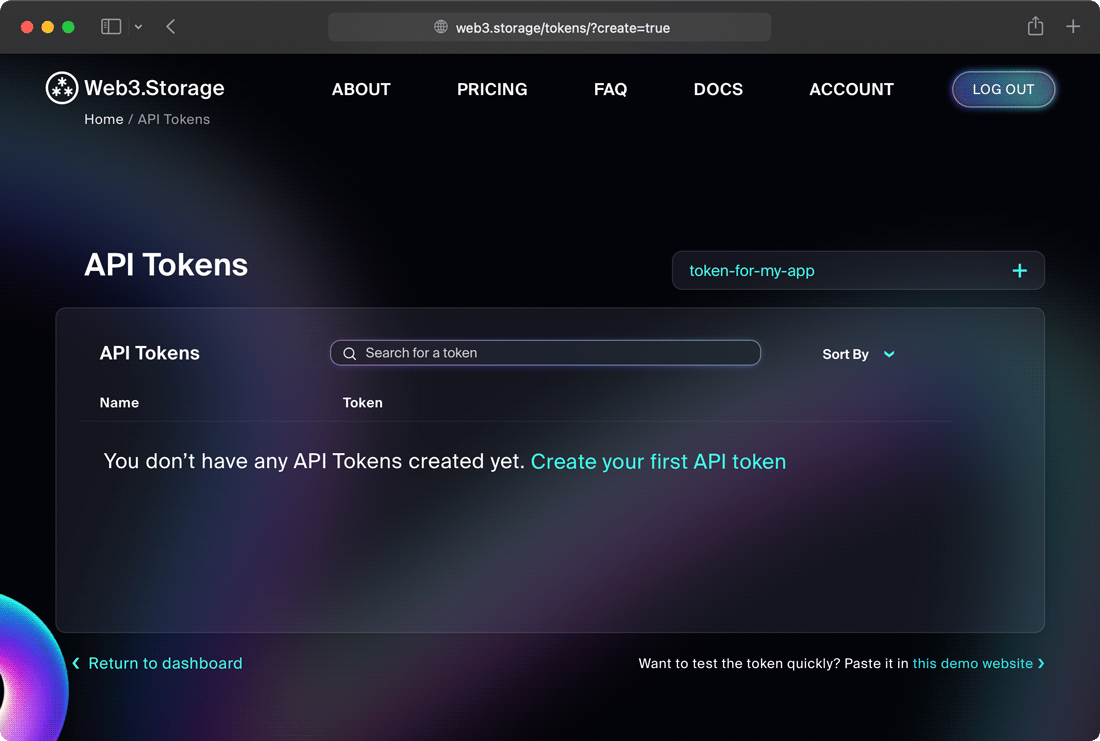 web3.storage/tokens/?create=true
Web3.Storage ABOUT PRICING FAQ DOCS ACCOUNT LOG OUT
Home / API Tokens
API Tokens
token-for-my-app +
API Tokens Search for a token Sort By
Name Token
You don’t have any API Tokens created yet. Create your first API token
Return to dashboard Want to test the token quickly? Paste it in this demo website